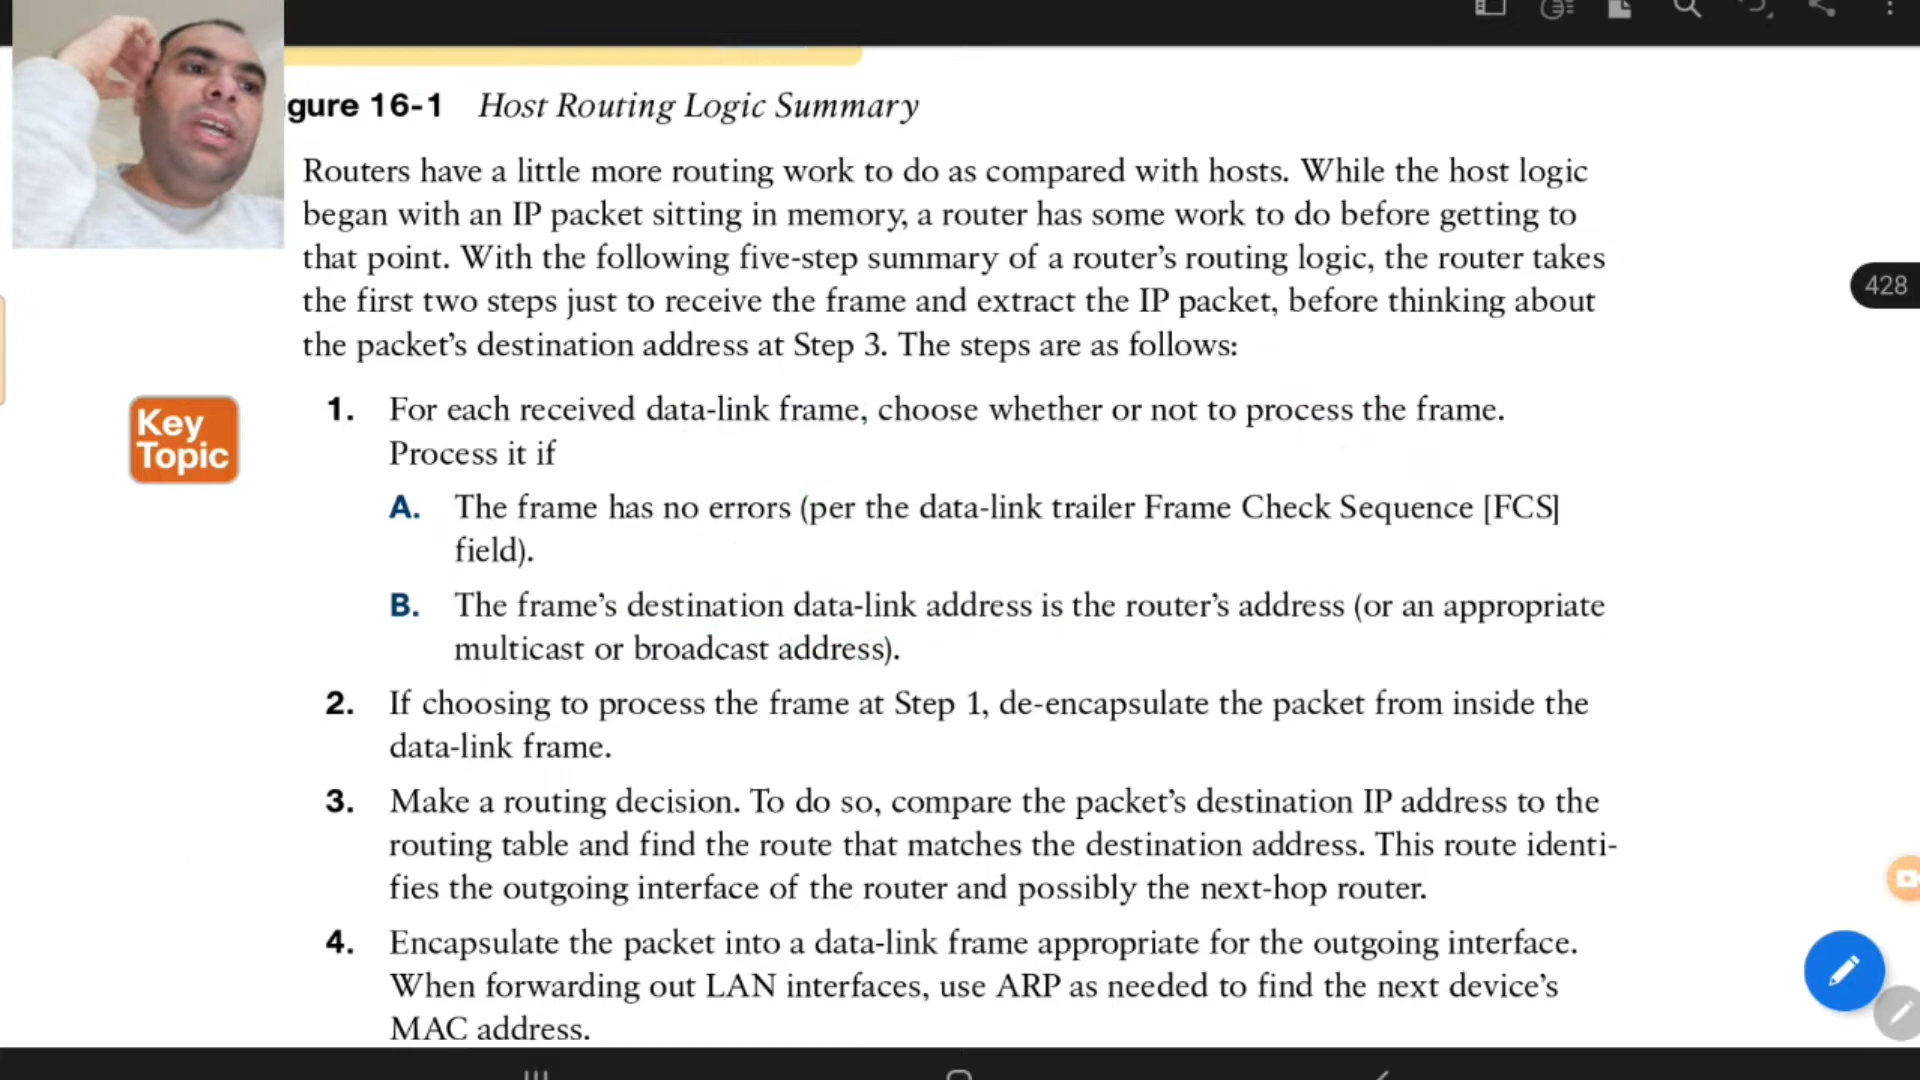 gure 16-1 Host Routing Logic Summary
Routers have a little more routing work to do as compared with hosts. While the host logic
began with an IP packet sitting in memory, a router has some work to do before getting to
that point. With the following five-step summary of a router's routing logic, the router takes
the first two steps just to receive the frame and extract the IP packet, before thinking about
428
the packet's destination address at Step 3. The steps are as follows:
Key
Topic
1. For each received data-link frame, choose whether or not to process the frame.
Process it if
A. The frame has no errors (per the data-link trailer Frame Check Sequence [FCS]
field).
B. The frame's destination data-link address is the router's address (or an appropriate
multicast or broadcast address).
2. If choosing to process the frame at Step 1, de-encapsulate the packet from inside the
data-link frame.
3. Make a routing decision. To do so, compare the packet's destination IP address to the
routing table and find the route that matches the destination address. This route identi-
fies the outgoing interface of the router and possibly the next-hop router.
4. Encapsulate the packet into a data-link frame appropriate for the outgoing interface.
When forwarding out LAN interfaces, use ARP as needed to find the next device's
MAC address.